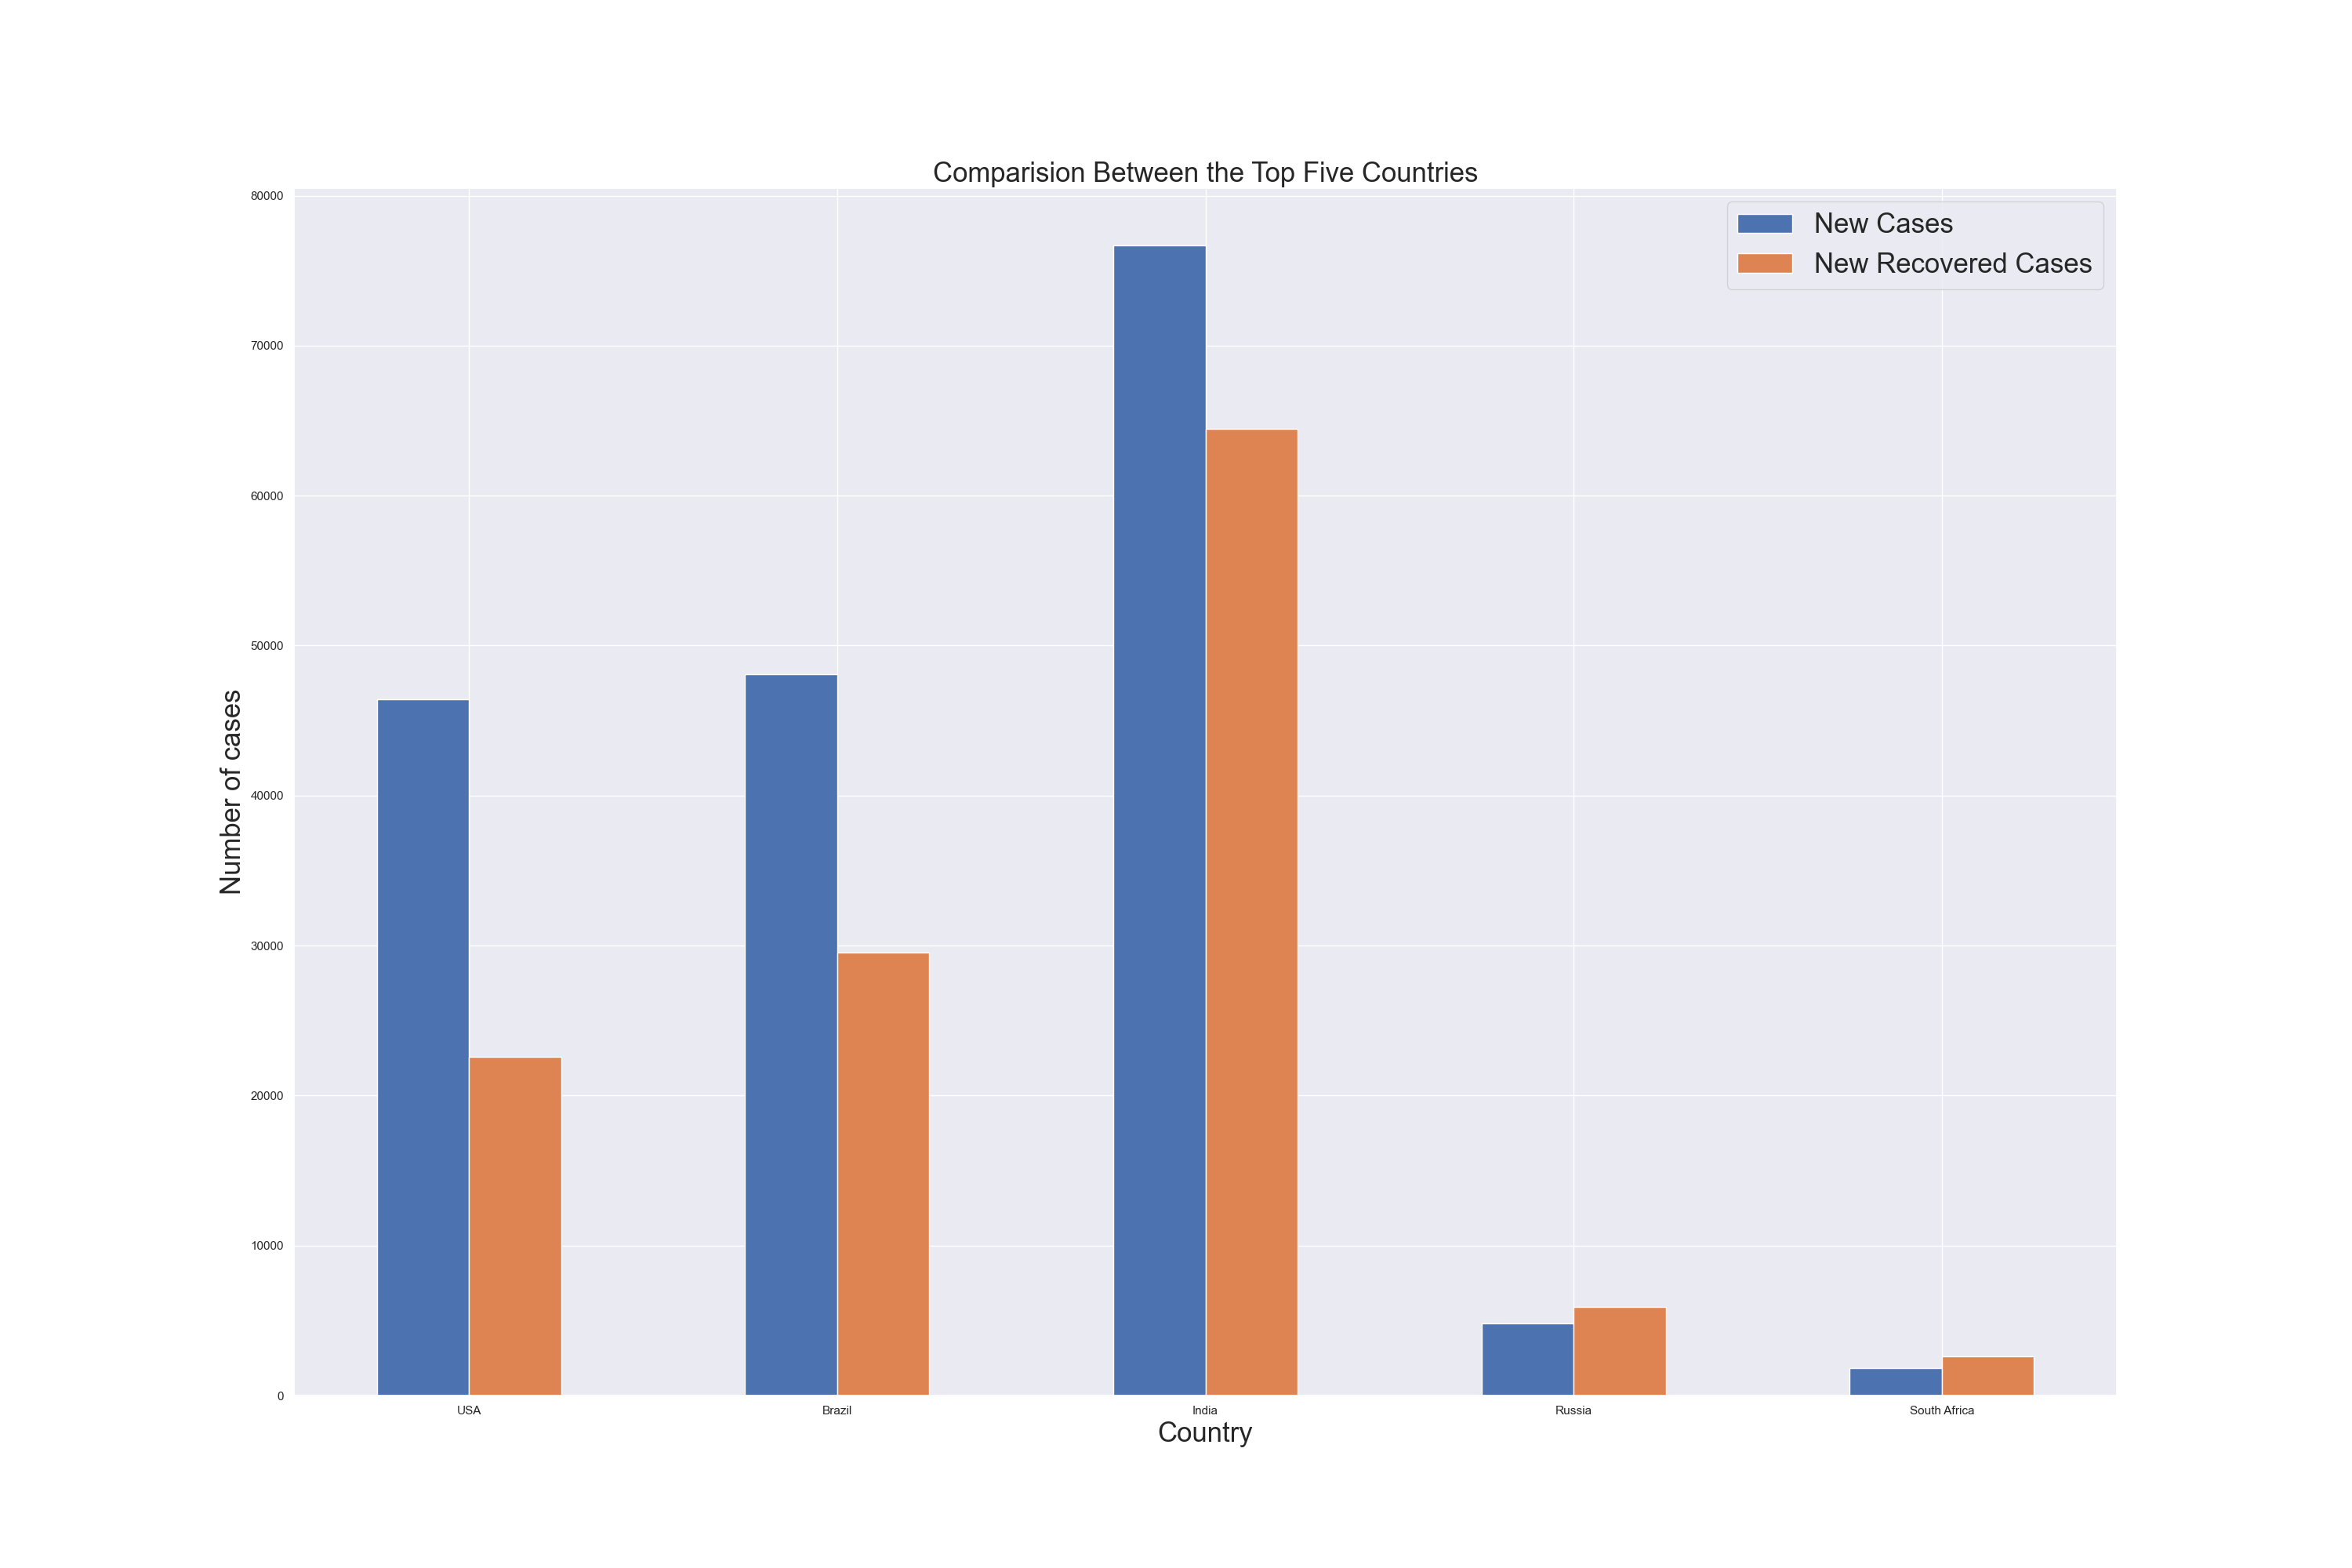 Comparision Between the Top Five Countries
New Cases
New Recovered Cases
Number of cases
80000
70000
60000
50000
40000
30000
20000
10000
0
USA
Brazil
India
Russia
South Africa
Country